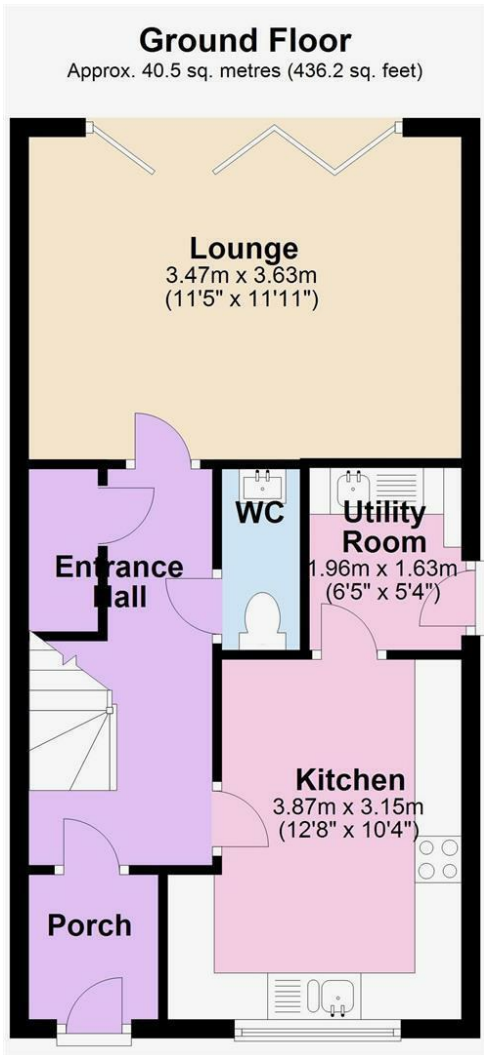 Ground Floor
Approx. 40.5 sq. metres (436.2 sq. feet)
Lounge
3.47m x 3.63m
(11'5" x 11'11")
WC
Utility
Room
1.96m x 1.63m
(6'5" x 5'4")
Entrance
Hall
Kitchen
3.87m x 3.15m
(12'8" x 10'4")
Porch